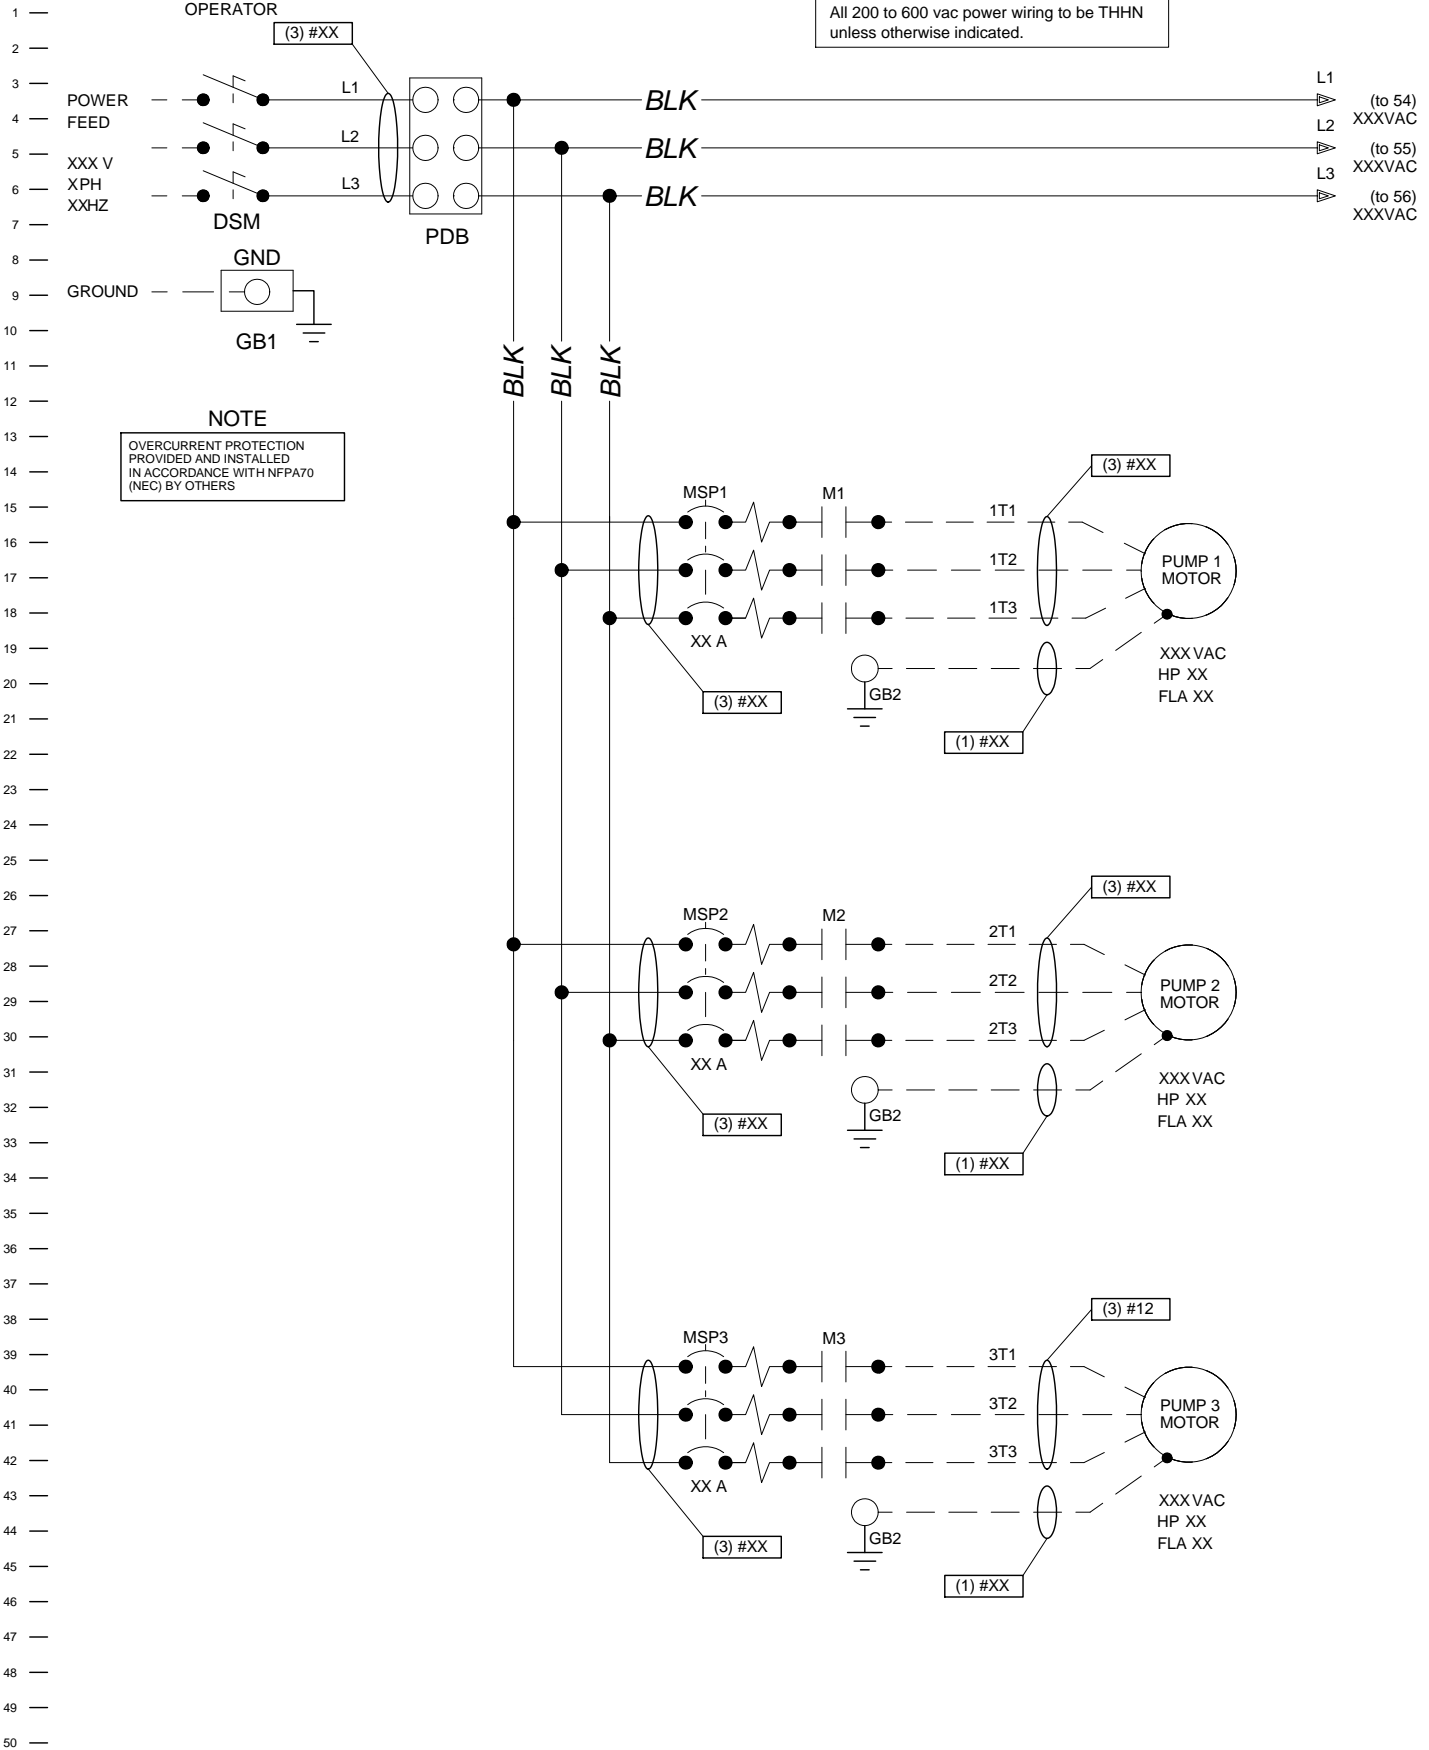 1
OPERATOR
All 200 to 600 vac power wiring to be THHN
unless otherwise indicated.
(3) #XX
2
3
POWER
FEED
L1
BLK
L1
(to 54)
XXXVAC
4
5
XXX V
XPH
XXHZ
L2
BLK
L2
(to 55)
XXXVAC
6
L3
BLK
L3
(to 56)
XXXVAC
7
DSM
PDB
8
GND
9
GROUND
10
GB1
11
BLK
BLK
BLK
12
NOTE
13
OVERCURRENT PROTECTION
PROVIDED AND INSTALLED
IN ACCORDANCE WITH NFPA70
(NEC) BY OTHERS
14
(3) #XX
15
MSP1
M1
1T1
16
1T2
PUMP 1
MOTOR
17
18
1T3
XX A
19
XXX VAC
HP XX
FLA XX
20
GB2
(3) #XX
21
(1) #XX
22
23
24
25
26
(3) #XX
27
MSP2
M2
2T1
28
2T2
PUMP 2
MOTOR
29
30
2T3
XX A
31
XXX VAC
HP XX
FLA XX
32
GB2
(3) #XX
33
(1) #XX
34
35
36
37
38
(3) #12
39
MSP3
M3
3T1
40
3T2
PUMP 3
MOTOR
41
42
3T3
XX A
43
XXX VAC
HP XX
FLA XX
44
GB2
(3) #XX
45
(1) #XX
46
47
48
49
50